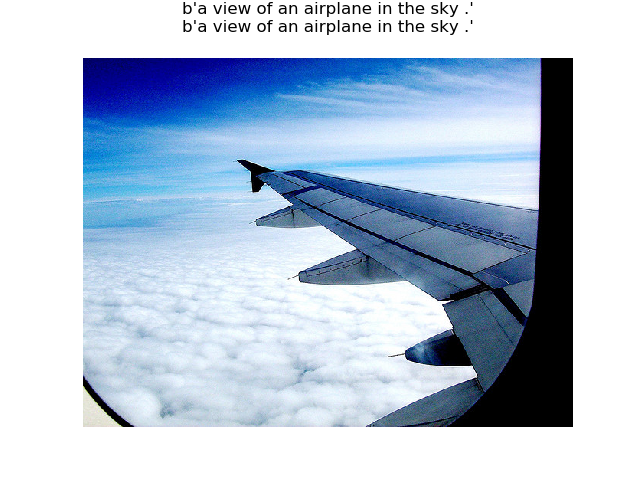 b'a view of an airplane in the sky .'
b'a view of an airplane in the sky .'